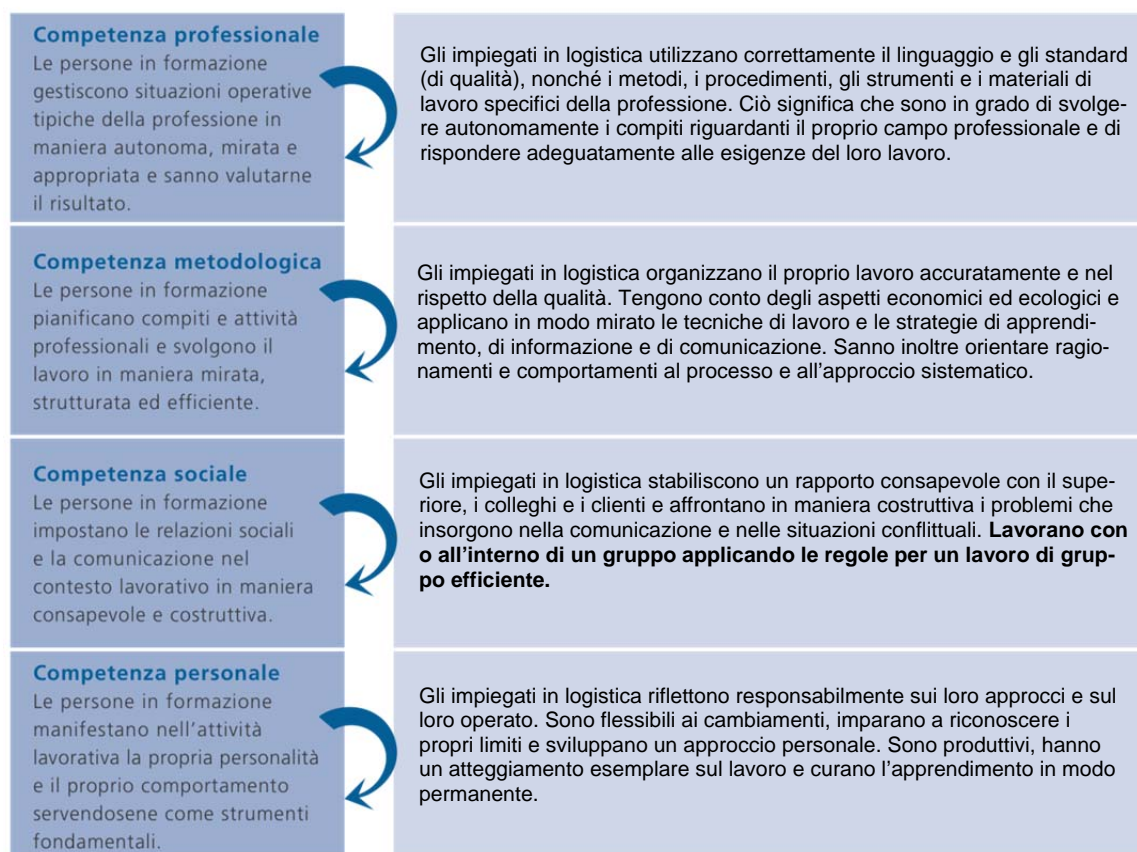 Competenza professionale
Le persone in formazione
gestiscono situazioni operative
tipiche della professione in
maniera autonoma, mirata e
appropriata e sanno valutarne
il risultato.
Gli impiegati in logistica utilizzano correttamente il linguaggio e gli standard
(di qualità), nonché i metodi, i procedimenti, gli strumenti e i materiali di
lavoro specifici della professione. Ciò significa che sono in grado di svolge-
re autonomamente i compiti riguardanti il proprio campo professionale e di
rispondere adeguatamente alle esigenze del loro lavoro.
Competenza metodologica
Le persone in formazione
pianificano compiti e attività
professionali e svolgono il
lavoro in maniera mirata,
strutturata ed efficiente.
Gli impiegati in logistica organizzano il proprio lavoro accuratamente e nel
rispetto della qualità. Tengono conto degli aspetti economici ed ecologici e
applicano in modo mirato le tecniche di lavoro e le strategie di apprendi-
mento, di informazione e di comunicazione. Sanno inoltre orientare ragio-
namenti e comportamenti al processo e all'approccio sistematico.
Competenza sociale
Le persone in formazione
impostano le relazioni sociali
e la comunicazione nel
contesto lavorativo in maniera
consapevole e costruttiva.
Gli impiegati in logistica stabiliscono un rapporto consapevole con il supe-
riore, i colleghi e i clienti e affrontano in maniera costruttiva i problemi che
insorgono nella comunicazione e nelle situazioni conflittuali. Lavorano con
o all'interno di un gruppo applicando le regole per un lavoro di grup-
po efficiente.
Competenza personale
Le persone in formazione
manifestano nell'attività
lavorativa la propria personalità
e il proprio comportamento
servendosene come strumenti
fondamentali.
Gli impiegati in logistica riflettono responsabilmente sui loro approcci e sul
loro operato. Sono flessibili ai cambiamenti, imparano a riconoscere i
propri limiti e sviluppano un approccio personale. Sono produttivi, hanno
un atteggiamento esemplare sul lavoro e curano l'apprendimento in modo
permanente.